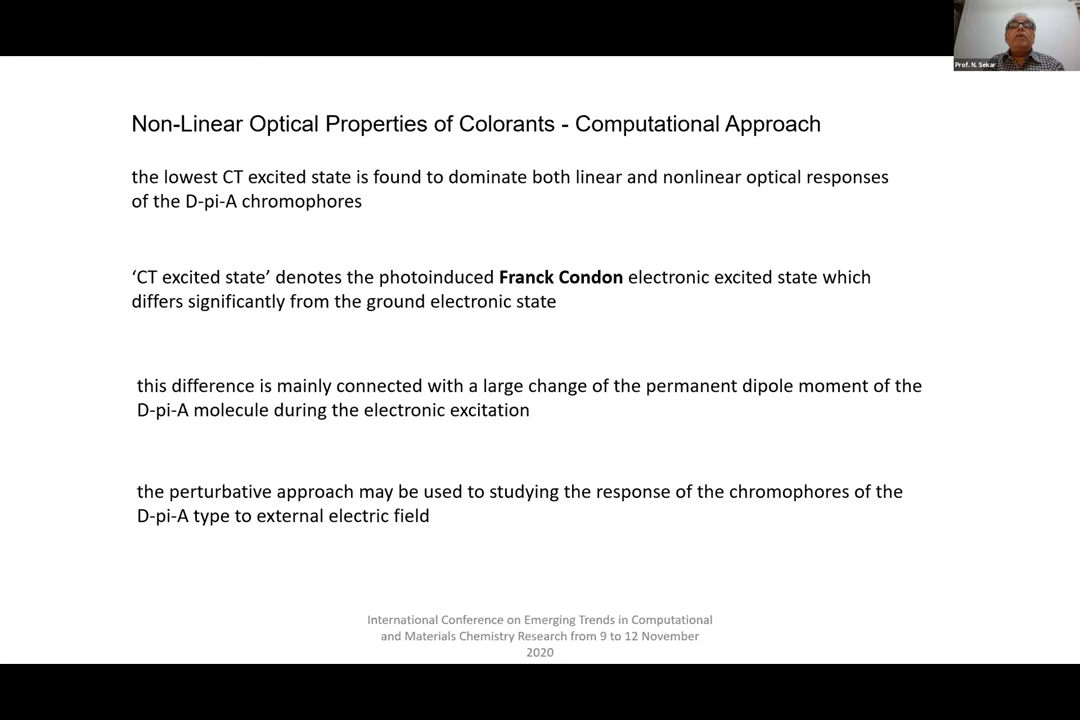 Prof. N. Sekar
Non-Linear Optical Properties of Colorants - Computational Approach
the lowest CT excited state is found to dominate both linear and nonlinear optical responses
of the D-pi-A chromophores
‘CT excited state’ denotes the photoinduced Franck Condon electronic excited state which
differs significantly from the ground electronic state
this difference is mainly connected with a large change of the permanent dipole moment of the
D-pi-A molecule during the electronic excitation
the perturbative approach may be used to studying the response of the chromophores of the
D-pi-A type to external electric field
International Conference on Emerging Trends in Computational
and Materials Chemistry Research from 9 to 12 November
2020